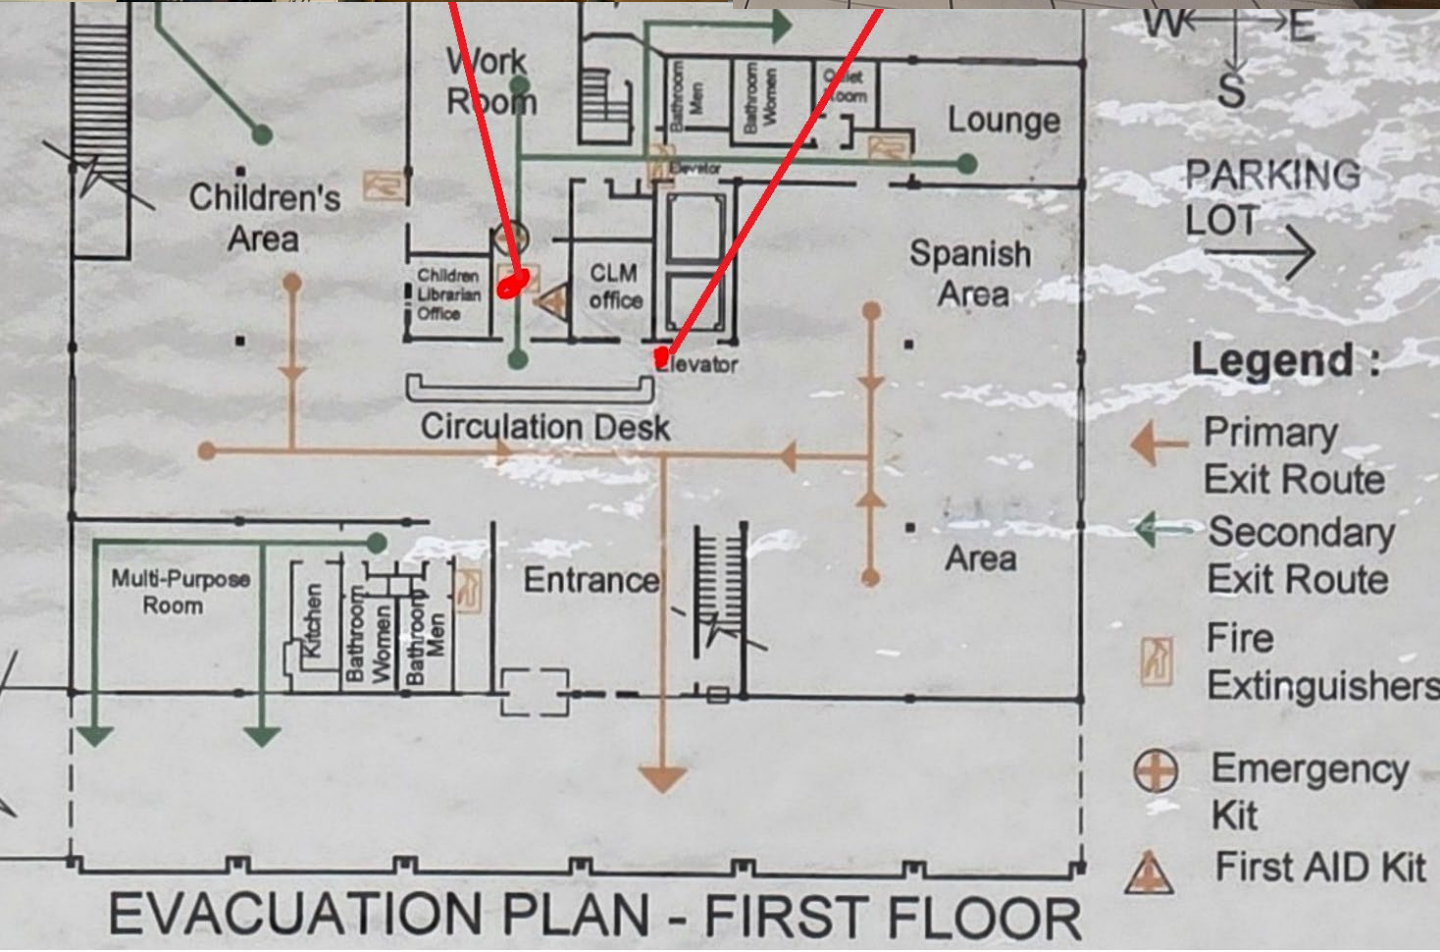 W E
S
Work
Room
Bathroom
Men
Bathroom
Women
Quiet
Room
Lounge
Elevator
PARKING
LOT
Children's
Area
Children
Librarian
Office
CLM
office
Spanish
Area
Elevator
Circulation Desk
Legend :
Primary
Exit Route
Secondary
Exit Route
Multi-Purpose
Room
Kitchen
Bathroom
Women
Bathroom
Men
Entrance
Area
Fire
Extinguishers
Emergency
Kit
First AID Kit
EVACUATION PLAN - FIRST FLOOR